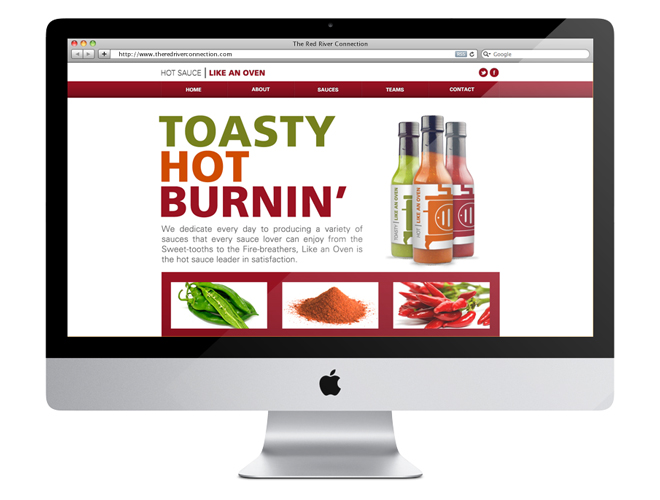 The Red River Connection
http://www.theredriverconnection.com
Google
HOT SAUCE | LIKE AN OVEN
HOME ABOUT SAUCES TEAMS CONTACT
TOASTY
HOT
BURNIN’
We dedicate every day to producing a variety of
sauces that every sauce lover can enjoy from the
Sweet-tooths to the Fire-breathers, Like an Oven is
the hot sauce leader in satisfaction.
TOASTY | LIKE AN OVEN
HOT | LIKE AN OVEN